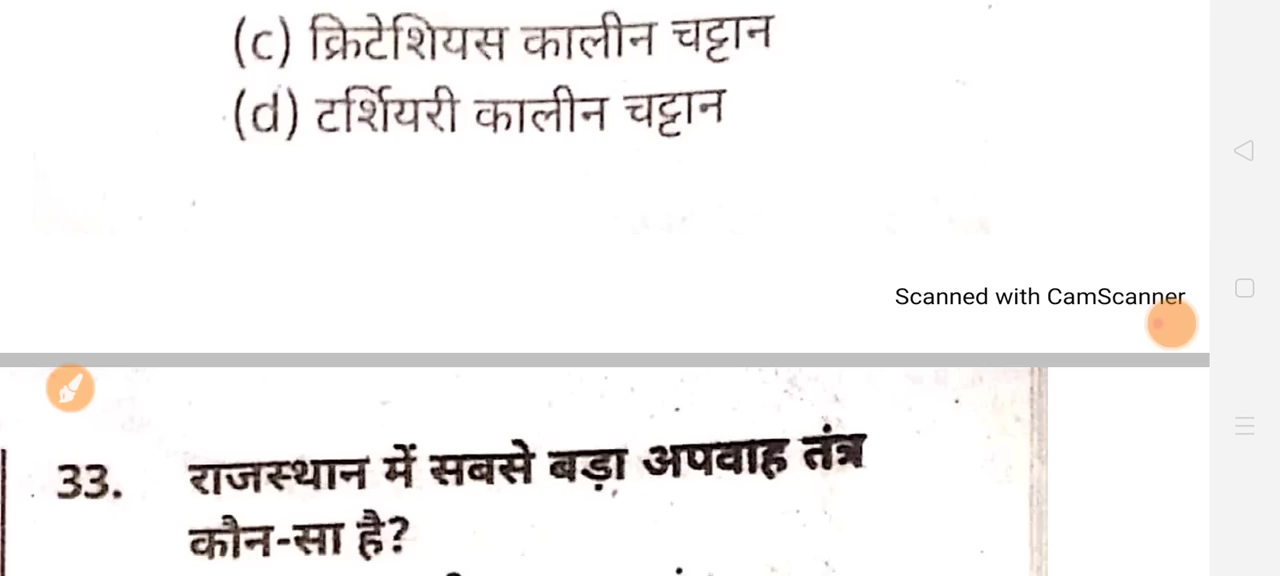 (c) क्रिटेशियस कालीन चट्टान
(d) टर्शियरी कालीन चट्टान
Scanned with CamScanner
33. राजस्थान में सबसे बड़ा अपवाह तंत्र
कौन-सा है?